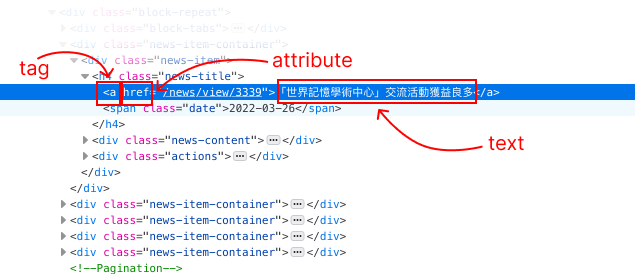 <div class="block-repeat">
<div class="block-tabs">⋯</div>
<div class="news-item-container">
<div class="news-item">
tag
attribute
<h4 class="news-title">
<a href="/news/view/3339">「世界記憶學術中心」交流活動獲益良多</a>
<span class="date">2022-03-26</span>
</h4>
text
<div class="news-content">⋯</div>
<div class="actions">⋯</div>
</div>
</div>
<div class="news-item-container">⋯</div>
<div class="news-item-container">⋯</div>
<div class="news-item-container">⋯</div>
<div class="news-item-container">⋯</div>
<!--Pagination-->